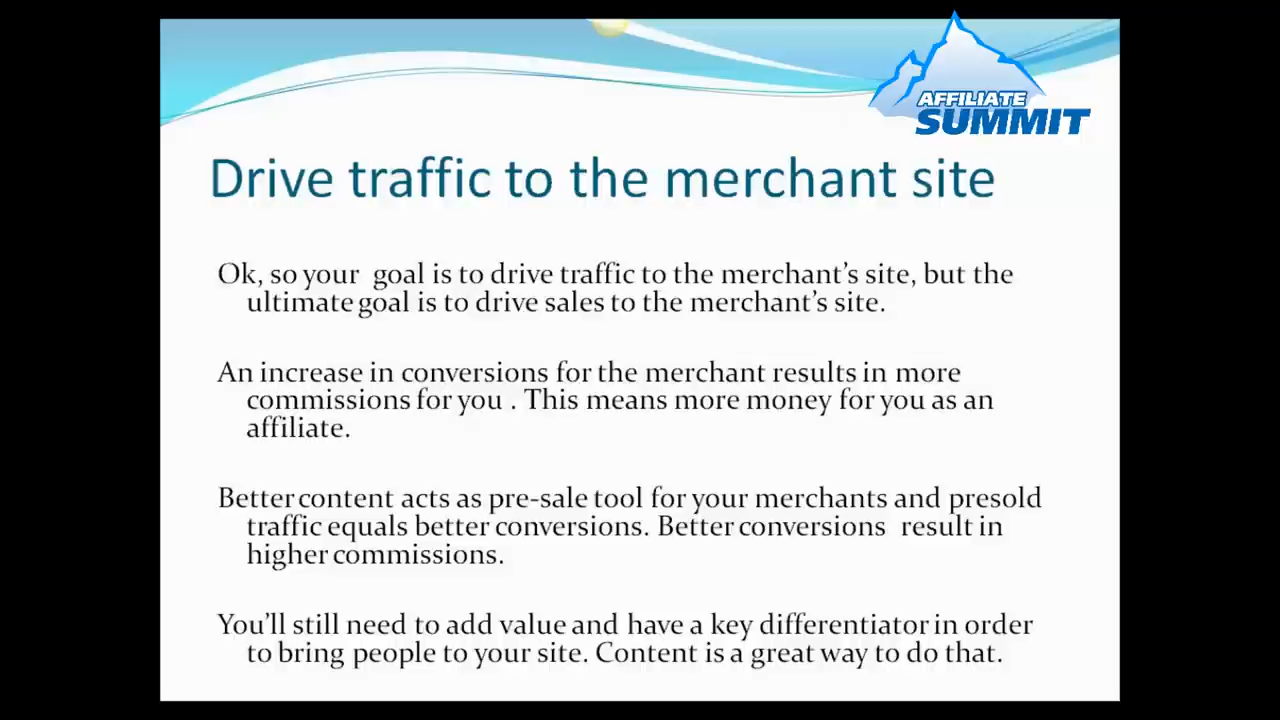 AFFILIATE
SUMMIT
Drive traffic to the merchant site
Ok, so your goal is to drive traffic to the merchant's site, but the
ultimate goal is to drive sales to the merchant's site.
An increase in conversions for the merchant results in more
commissions for you . This means more money for you as an
affiliate.
Better content acts as pre-sale tool for your merchants and presold
traffic equals better conversions. Better conversions result in
higher commissions.
You'll still need to add value and have a key differentiator in order
to bring people to your site. Content is a great way to do that.